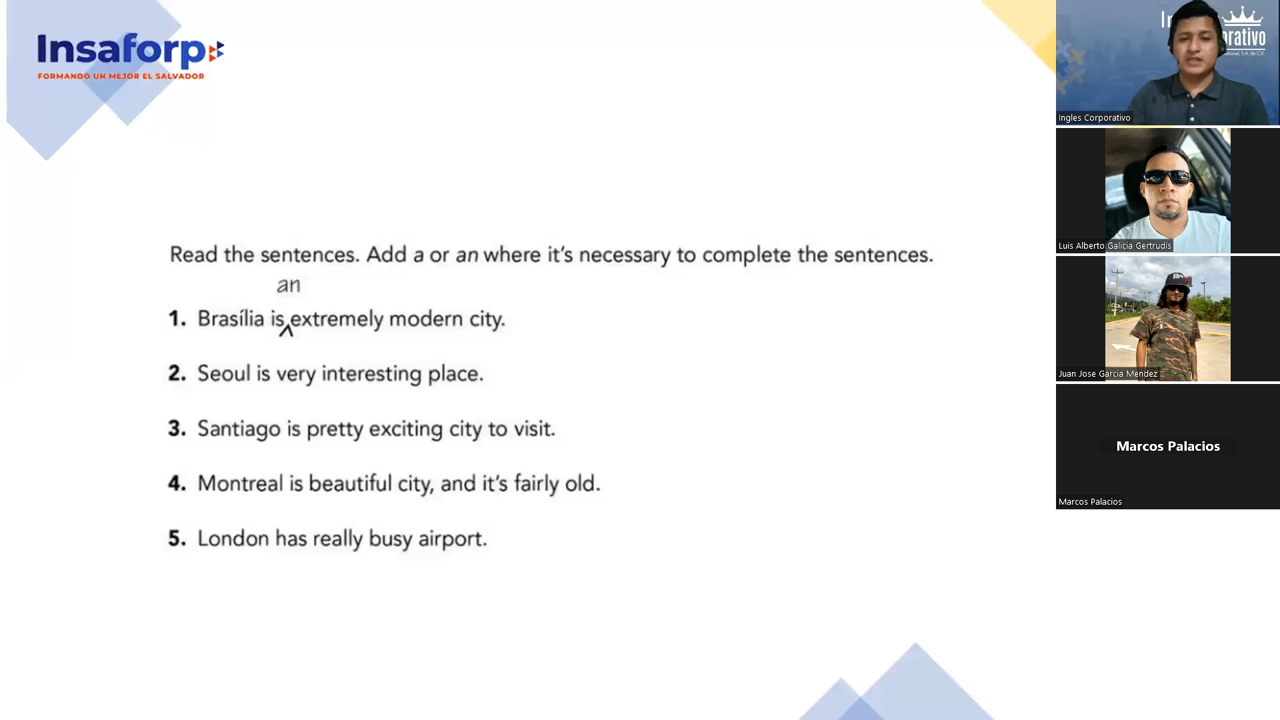 Insaforp
FORMANDO UN MEJOR EL SALVADOR
Read the sentences. Add a or an where it's necessary to complete the sentences.
an
1. Brasília is ^ extremely modern city.
2. Seoul is very interesting place.
3. Santiago is pretty exciting city to visit.
4. Montreal is beautiful city, and it's fairly old.
5. London has really busy airport.
Ingles Corporativo
Luis Alberto Galicia Gertrudis
Juan Jose Garcia Mendez
Marcos Palacios
Marcos Palacios